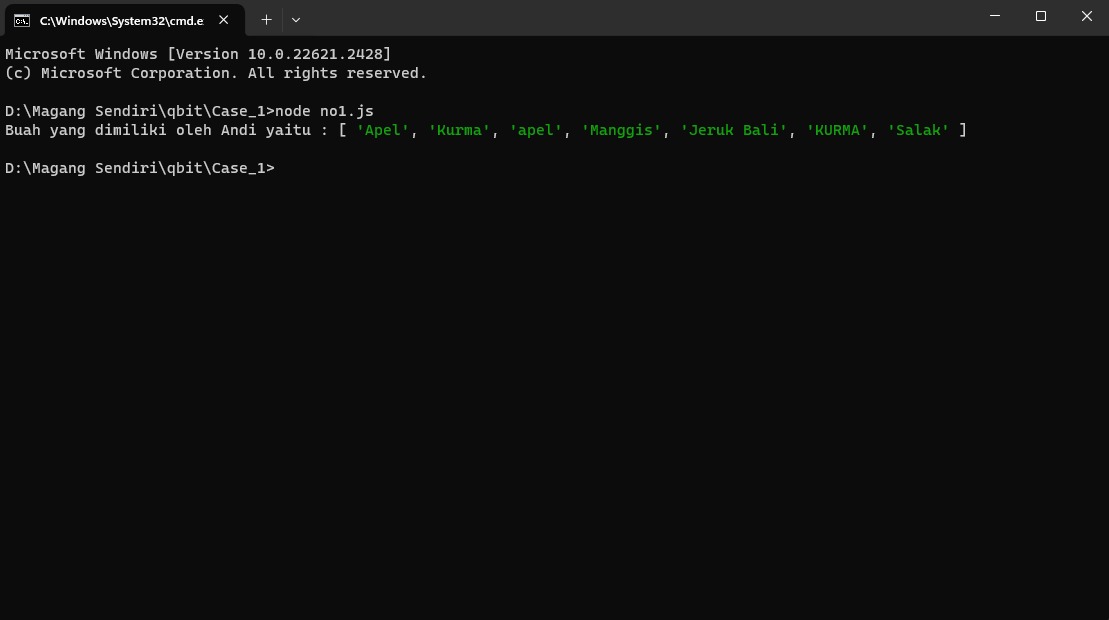 C:\Windows\System32\cmd.e
Microsoft Windows [Version 10.0.22621.2428]
(c) Microsoft Corporation. All rights reserved.
D:\Magang Sendiri\qbit\Case_1>node no1.js
Buah yang dimiliki oleh Andi yaitu : [ 'Apel', 'Kurma', 'apel', 'Manggis', 'Jeruk Bali', 'KURMA', 'Salak' ]
D:\Magang Sendiri\qbit\Case_1>